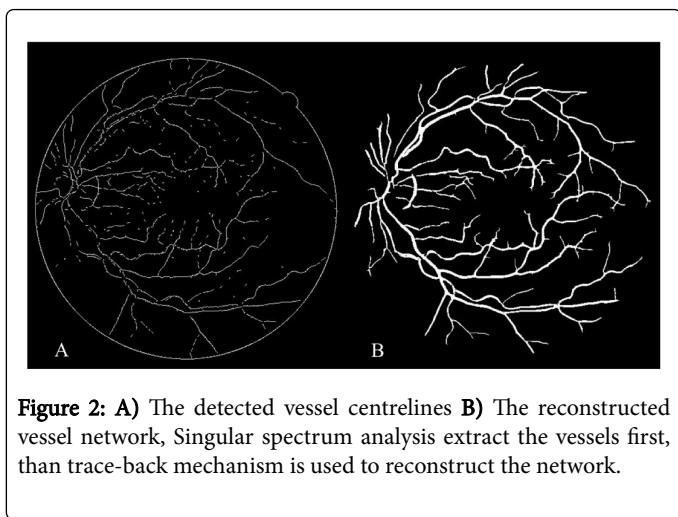 A
B
Figure 2: A) The detected vessel centrelines B) The reconstructed
vessel network, Singular spectrum analysis extract the vessels first,
than trace-back mechanism is used to reconstruct the network.